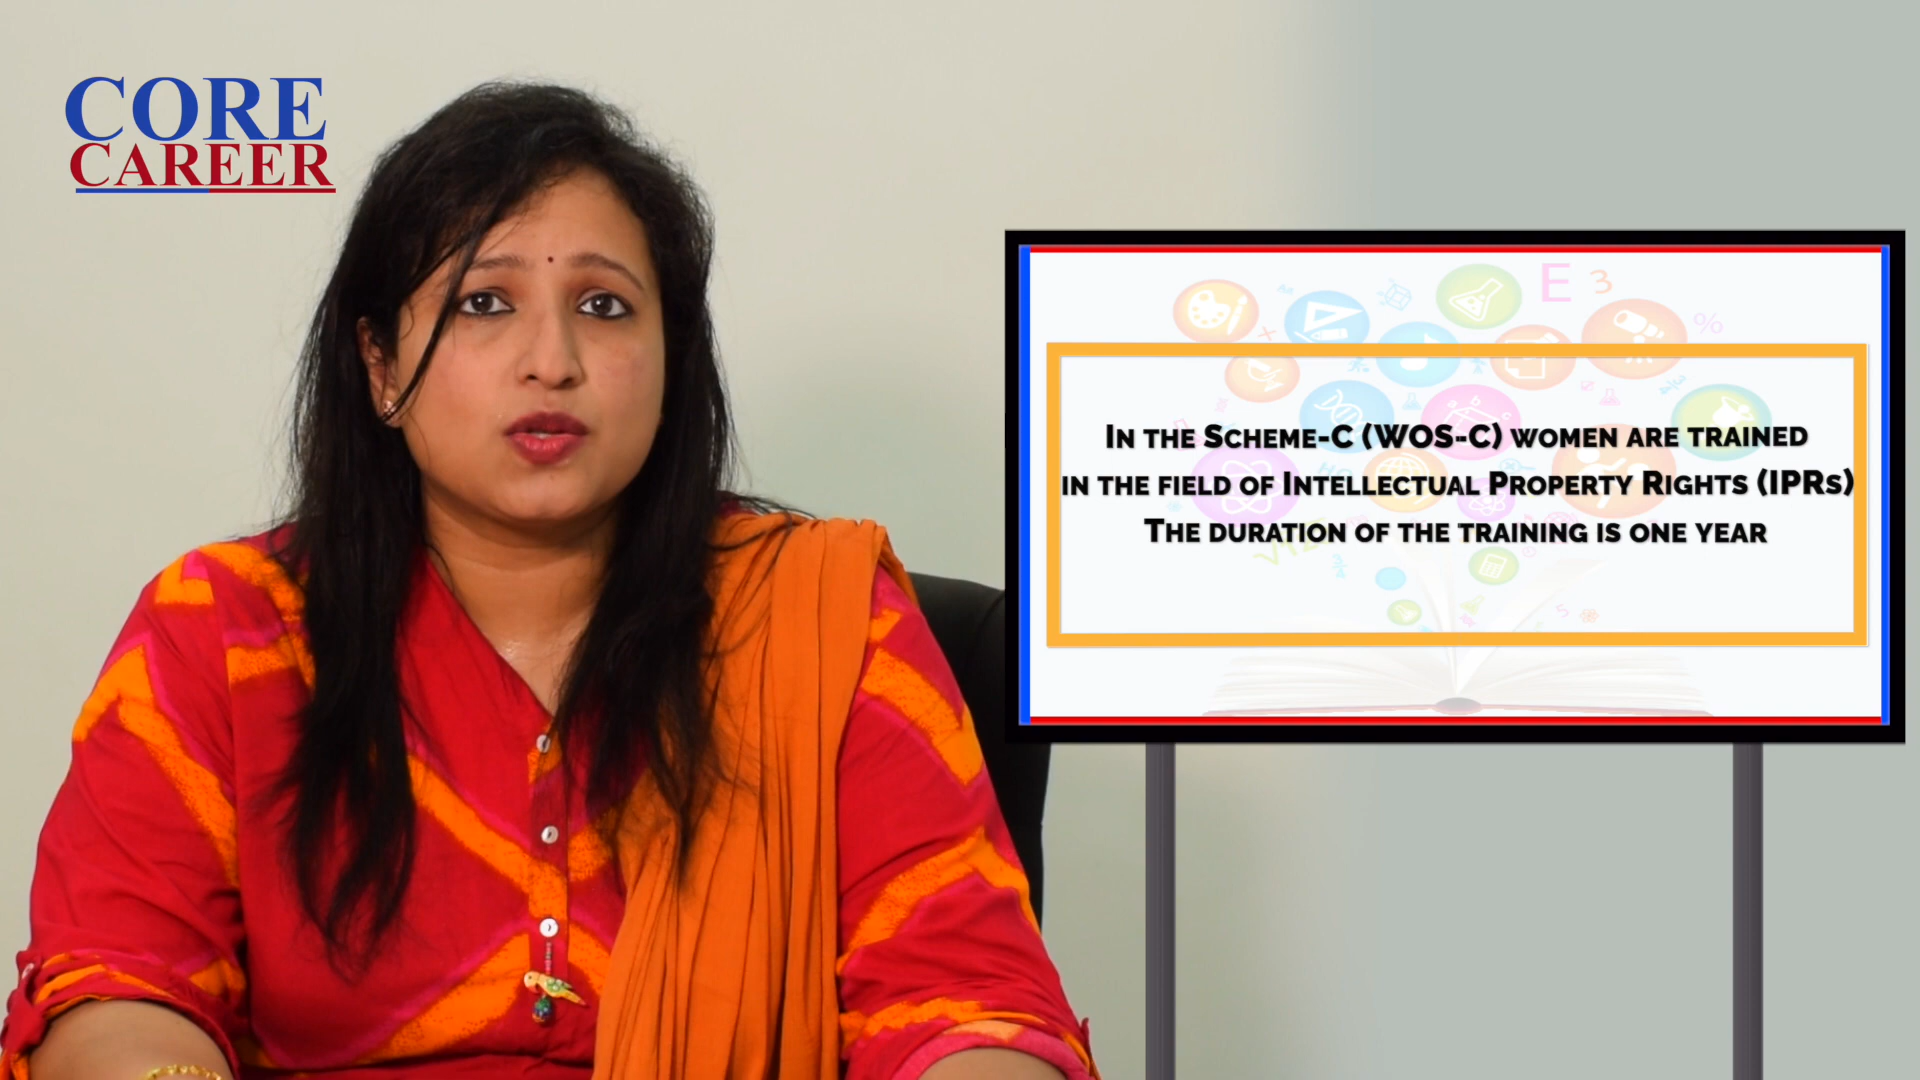 CORE
CAREER
E 3
%
In the Scheme-C (WOS-C) women are trained
in the field of Intellectual Property Rights (IPRs)
The duration of the training is one year